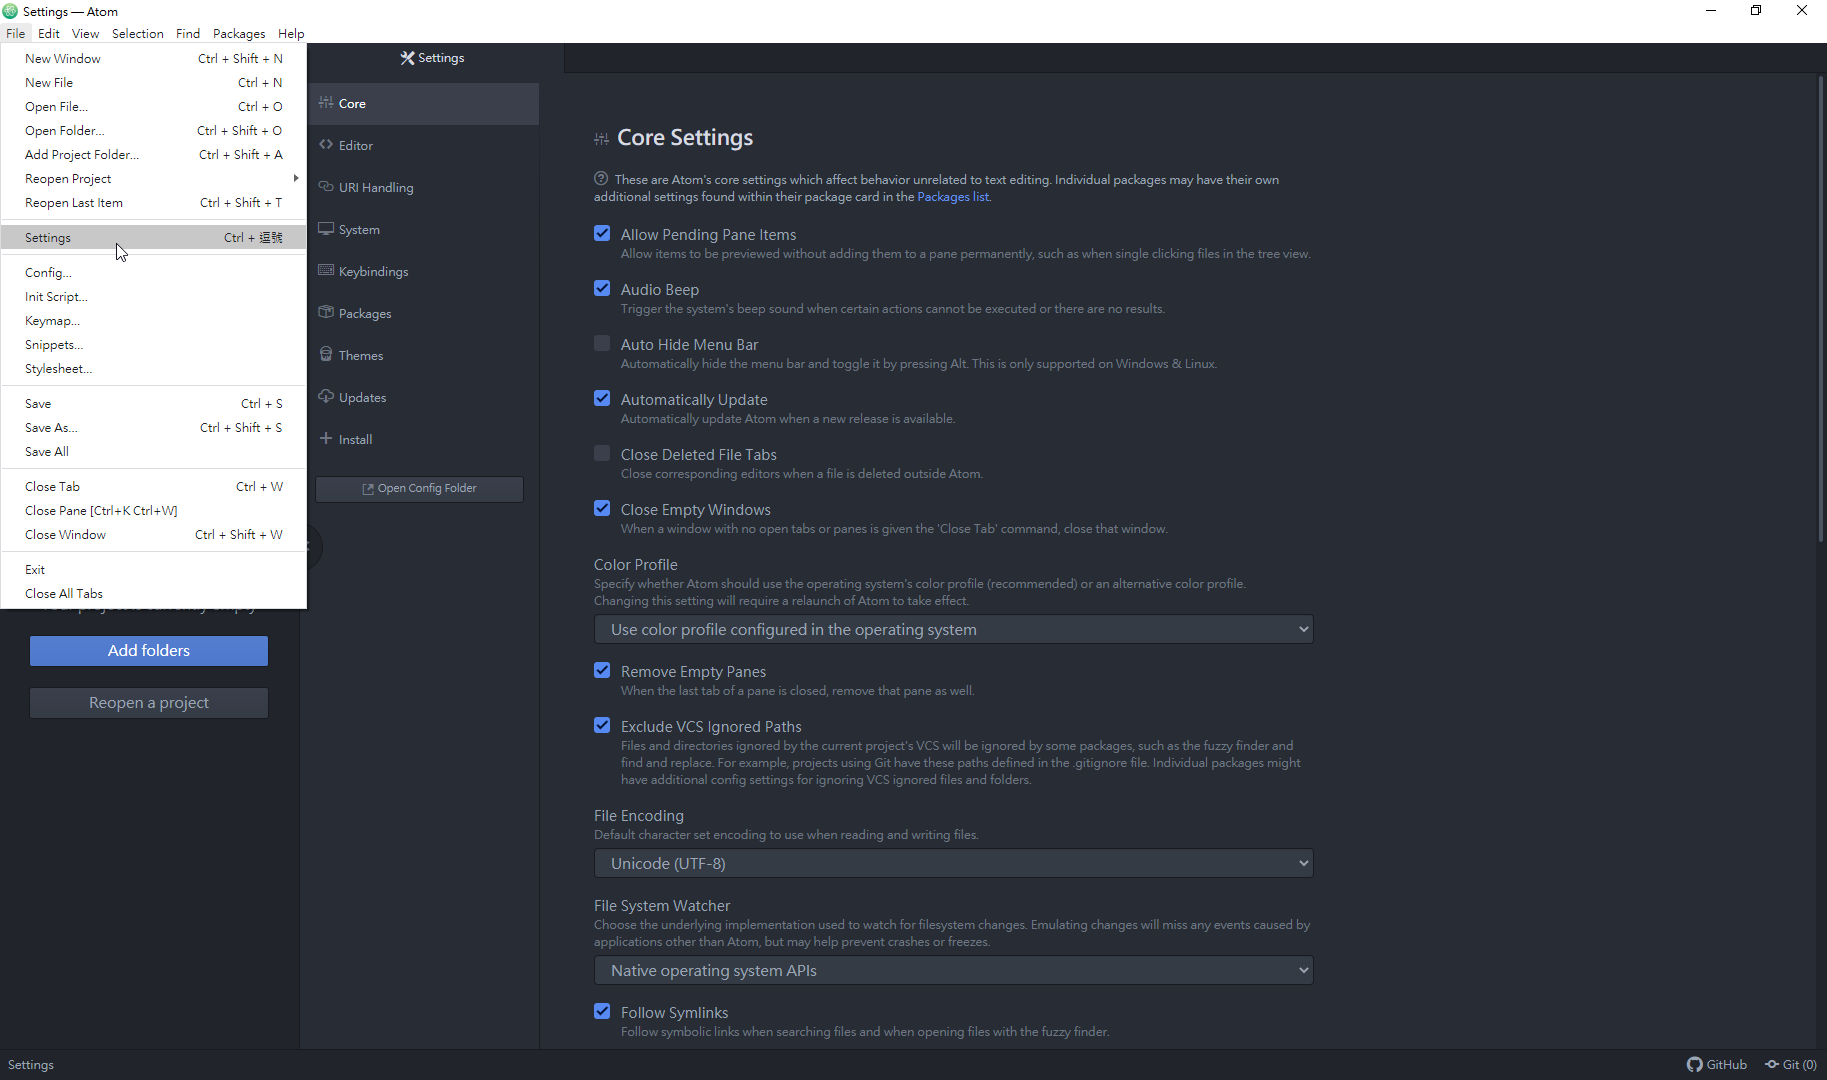 Settings — Atom
File Edit View Selection Find Packages Help
New Window Ctrl + Shift + N
New File Ctrl + N
Open File... Ctrl + O
Open Folder... Ctrl + Shift + O
Add Project Folder... Ctrl + Shift + A
Reopen Project
Reopen Last Item Ctrl + Shift + T
Settings Ctrl + 逗號
Config...
Init Script...
Keymap...
Snippets...
Stylesheet...
Save Ctrl + S
Save As... Ctrl + Shift + S
Save All
Close Tab Ctrl + W
Close Pane [Ctrl+K Ctrl+W]
Close Window Ctrl + Shift + W
Exit
Close All Tabs
Add folders
Reopen a project
Settings
Core
Editor
URI Handling
System
Keybindings
Packages
Themes
Updates
Install
Open Config Folder
Core Settings
These are Atom's core settings which affect behavior unrelated to text editing. Individual packages may have their own
additional settings found within their package card in the Packages list.
Allow Pending Pane Items
Allow items to be previewed without adding them to a pane permanently, such as when single clicking files in the tree view.
Audio Beep
Trigger the system's beep sound when certain actions cannot be executed or there are no results.
Auto Hide Menu Bar
Automatically hide the menu bar and toggle it by pressing Alt. This is only supported on Windows & Linux.
Automatically Update
Automatically update Atom when a new release is available.
Close Deleted File Tabs
Close corresponding editors when a file is deleted outside Atom.
Close Empty Windows
When a window with no open tabs or panes is given the 'Close Tab' command, close that window.
Color Profile
Specify whether Atom should use the operating system's color profile (recommended) or an alternative color profile.
Changing this setting will require a relaunch of Atom to take effect.
Use color profile configured in the operating system
Remove Empty Panes
When the last tab of a pane is closed, remove that pane as well.
Exclude VCS Ignored Paths
Files and directories ignored by the current project's VCS will be ignored by some packages, such as the fuzzy finder and
find and replace. For example, projects using Git have these paths defined in the .gitignore file. Individual packages might
have additional config settings for ignoring VCS ignored files and folders.
File Encoding
Default character set encoding to use when reading and writing files.
Unicode (UTF-8)
File System Watcher
Choose the underlying implementation used to watch for filesystem changes. Emulating changes will miss any events caused by
applications other than Atom, but may help prevent crashes or freezes.
Native operating system APIs
Follow Symlinks
Follow symbolic links when searching files and when opening files with the fuzzy finder.
Settings
GitHub
Git (0)